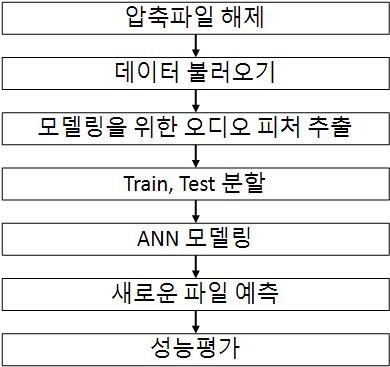 압축파일 해제
데이터 불러오기
모델링을 위한 오디오 피처 추출
Train, Test 분할
ANN 모델링
새로운 파일 예측
성능평가